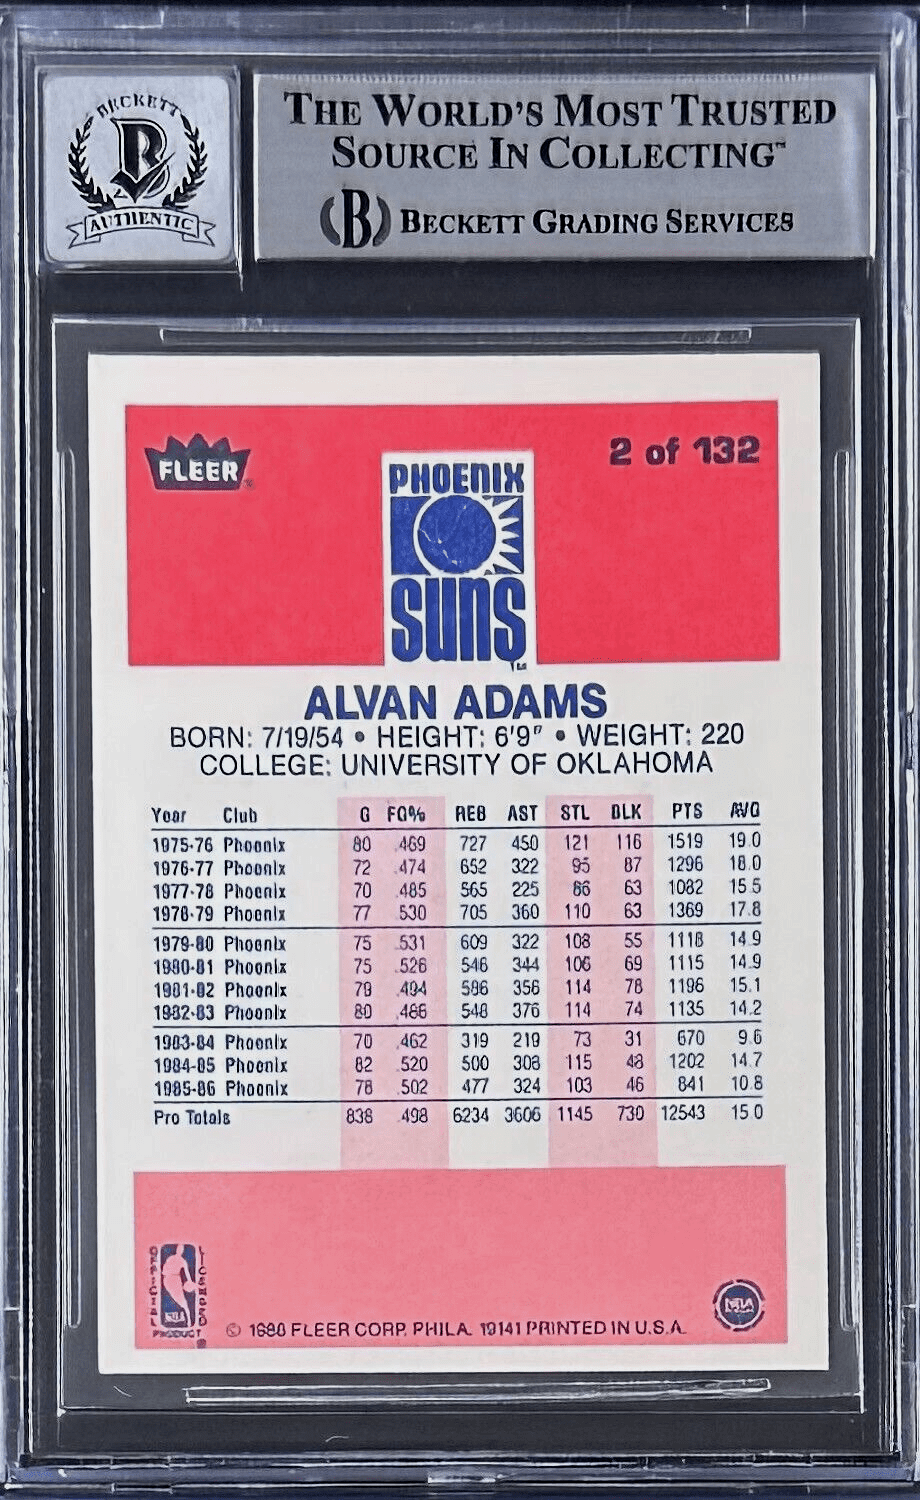 BECKETT
AUTHENTIC
THE WORLD'S MOST TRUSTED
SOURCE IN COLLECTING™
(B) BECKETT GRADING SERVICES
FLEER
2 of 132
PHOENIX
SUNS
ALVAN ADAMS
BORN: 7/19/54 • HEIGHT: 6'9" • WEIGHT: 220
COLLEGE: UNIVERSITY OF OKLAHOMA
Year Club G FG% REB AST STL BLK PTS AVG
1975-76 Phoenix 80 .469 727 450 121 116 1519 19.0
1976-77 Phoenix 72 .474 652 322 95 87 1296 18.0
1977-78 Phoenix 70 .485 565 225 86 63 1082 15.5
1978-79 Phoenix 77 .530 705 360 110 63 1369 17.8
1979-80 Phoenix 75 .531 609 322 108 55 1118 14.9
1980-81 Phoenix 75 .526 546 344 106 69 1115 14.9
1981-82 Phoenix 79 .494 586 356 114 78 1196 15.1
1982-83 Phoenix 80 .486 548 376 114 74 1135 14.2
1983-84 Phoenix 70 .462 319 219 73 31 670 9.6
1984-85 Phoenix 82 .520 500 308 115 48 1202 14.7
1985-86 Phoenix 78 .502 477 324 103 46 841 10.8
Pro Totals 838 .498 6234 3606 1145 730 12543 15.0
OFFICIAL LICENSED
NBA
PRODUCT
© 1986 FLEER CORP. PHILA. 19141 PRINTED IN U.S.A.